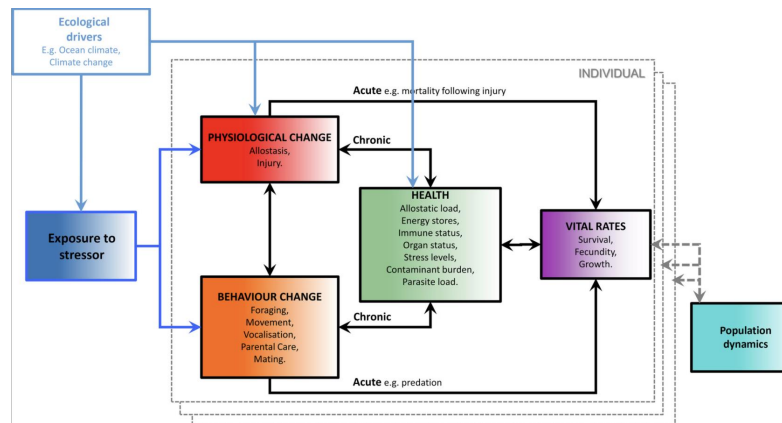 Ecological
drivers
E.g. Ocean climate,
Climate change
INDIVIDUAL
Acute e.g. mortality following injury
PHYSIOLOGICAL CHANGE
Allostasis,
Injury.
Chronic
HEALTH
Allostatic load,
Energy stores,
Immune status,
Organ status,
Stress levels,
Contaminant burden,
Parasite load.
Exposure to
stressor
VITAL RATES
Survival,
Fecundity,
Growth.
BEHAVIOUR CHANGE
Foraging,
Movement,
Vocalisation,
Parental Care,
Mating.
Chronic
Population
dynamics
Acute e.g. predation